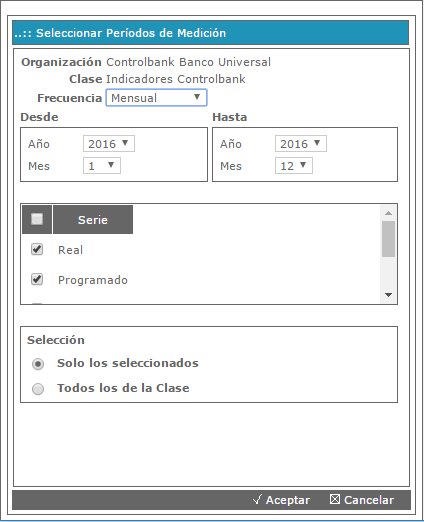 ..:: Seleccionar Períodos de Medición
Organización Controlbank Banco Universal
Clase Indicadores Controlbank
Frecuencia Mensual
Desde Hasta
Año 2016 Año 2016
Mes 1 Mes 12
Serie
Real
Programado
Selección
Solo los seleccionados
Todos los de la Clase
Aceptar Cancelar